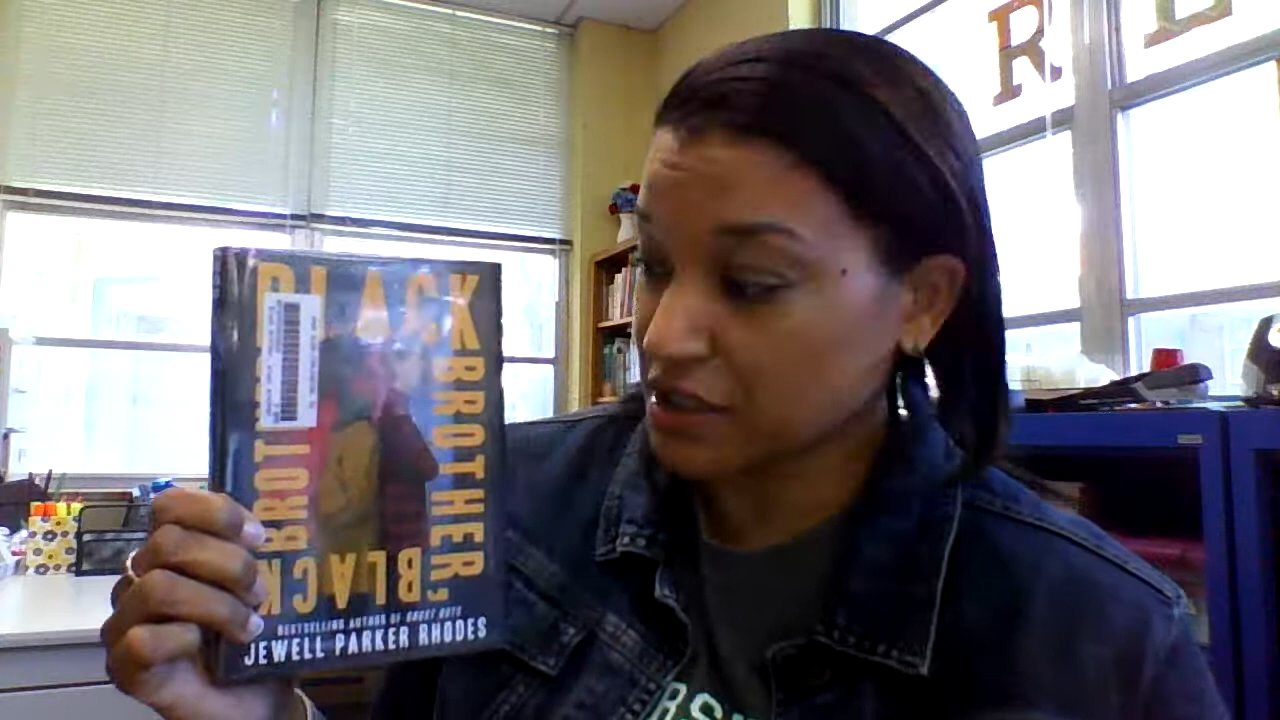 BLACK
BROTHER,
BLACK
BROTHER
BESTSELLING AUTHOR OF GHOST BOYS
JEWELL PARKER RHODES
R